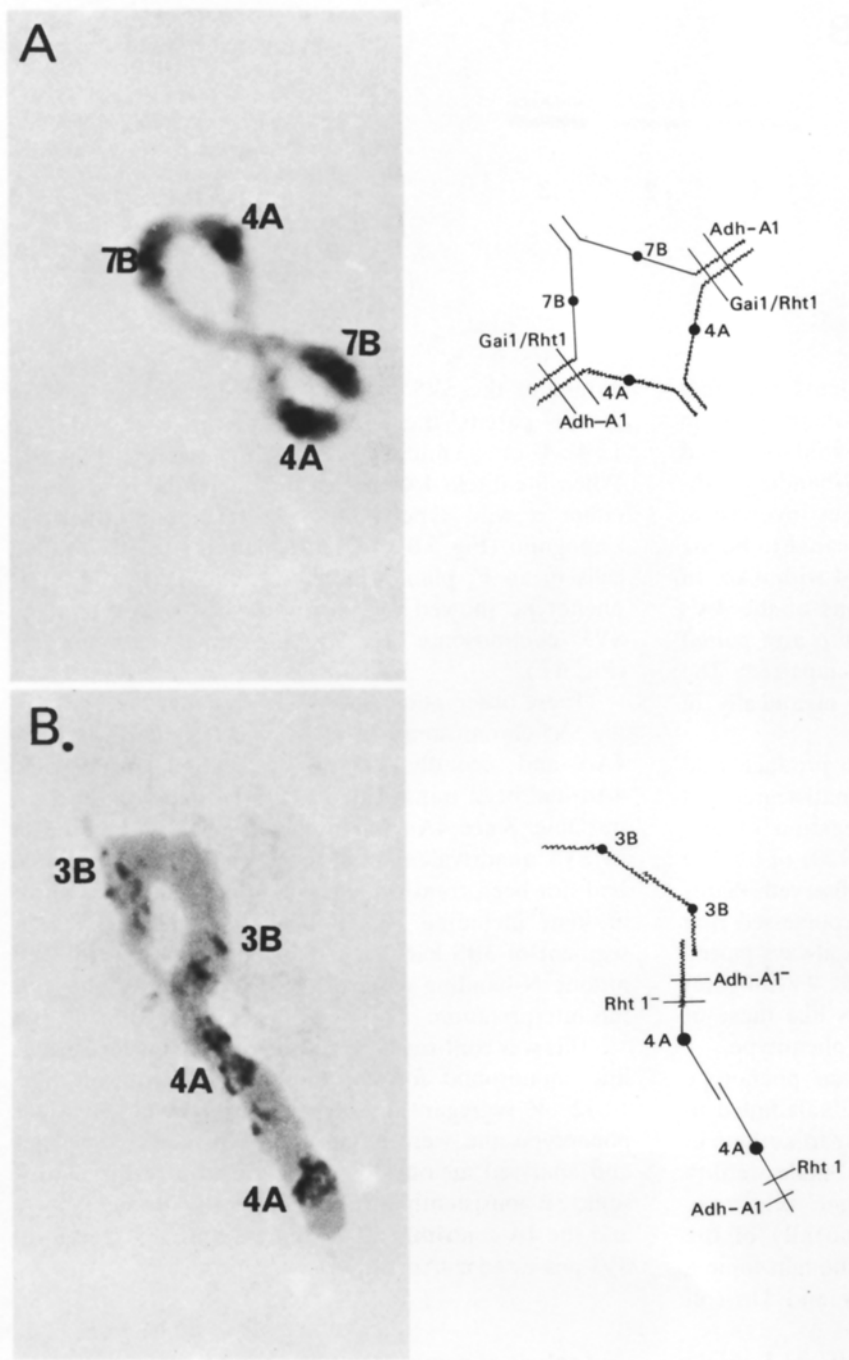 A
4A
7B
7B
4A
7B
Adh-A1
7B
Gai1/Rht1
4A
Gai1/Rht1
4A
Adh-A1
B.
3B
3B
4A
4A
3B
3B
Adh-A1⁻
Rht 1⁻
4A
4A
Rht 1
Adh-A1